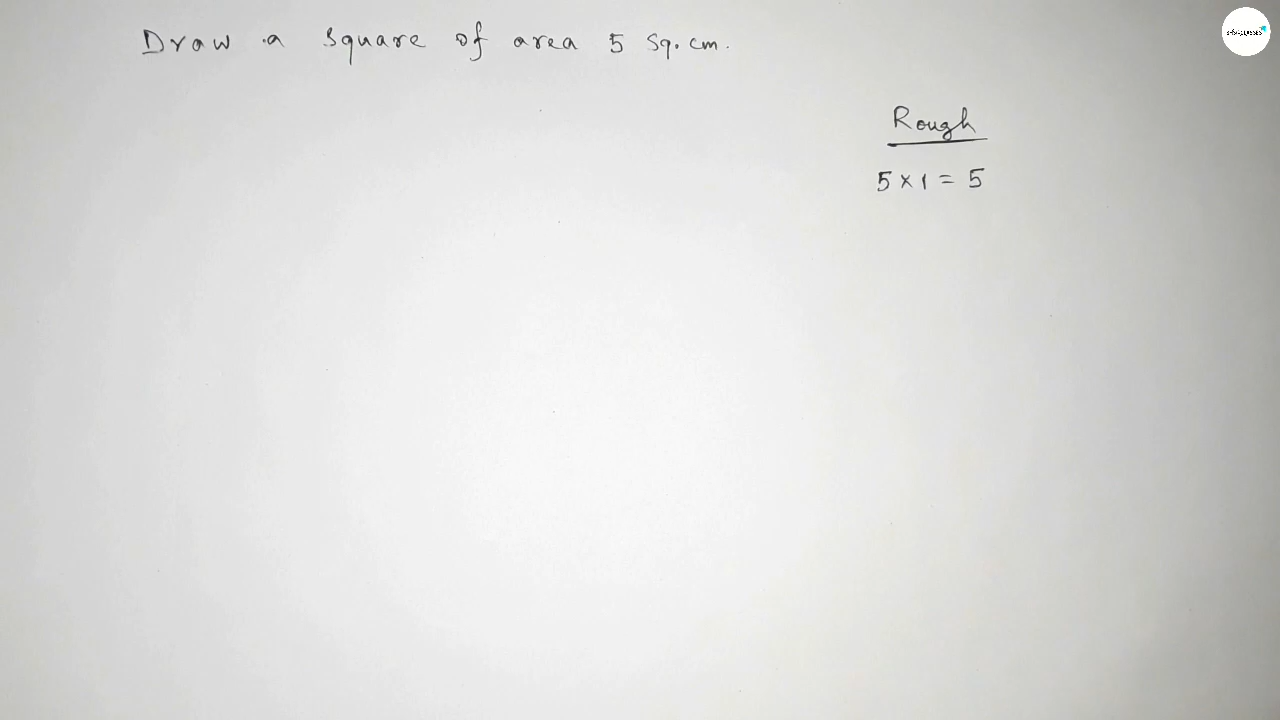 Draw a square of area 5 sq. cm.
Rough
5 × 1 = 5